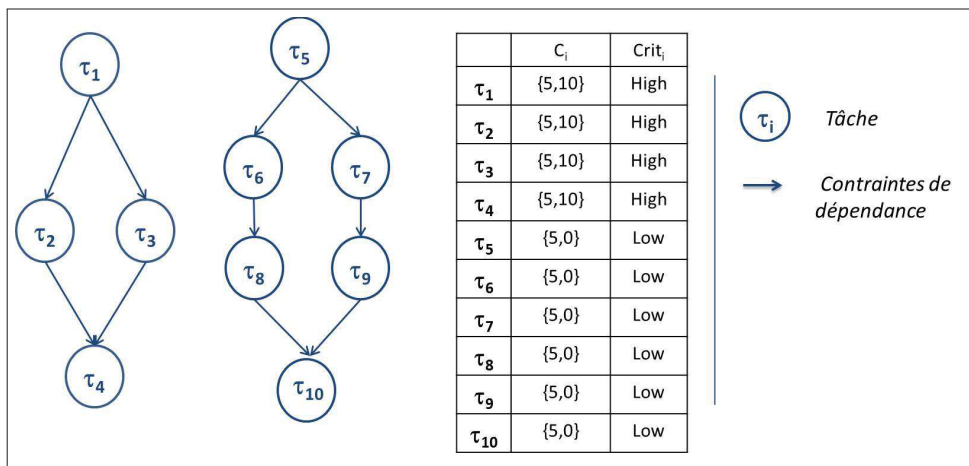 τ1
τ2
τ3
τ4
τ5
τ6
τ7
τ8
τ9
τ10
Ci Criti
τ1 {5,10} High
τ2 {5,10} High
τ3 {5,10} High
τ4 {5,10} High
τ5 {5,0} Low
τ6 {5,0} Low
τ7 {5,0} Low
τ8 {5,0} Low
τ9 {5,0} Low
τ10 {5,0} Low
τi Tâche
Contraintes de
dépendance